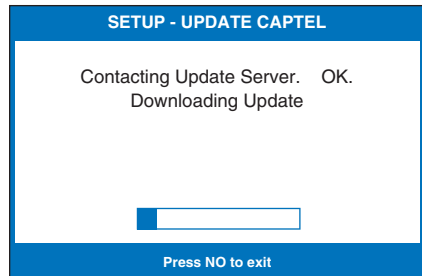 SETUP - UPDATE CAPTEL
Contacting Update Server. OK.
Downloading Update
Press NO to exit